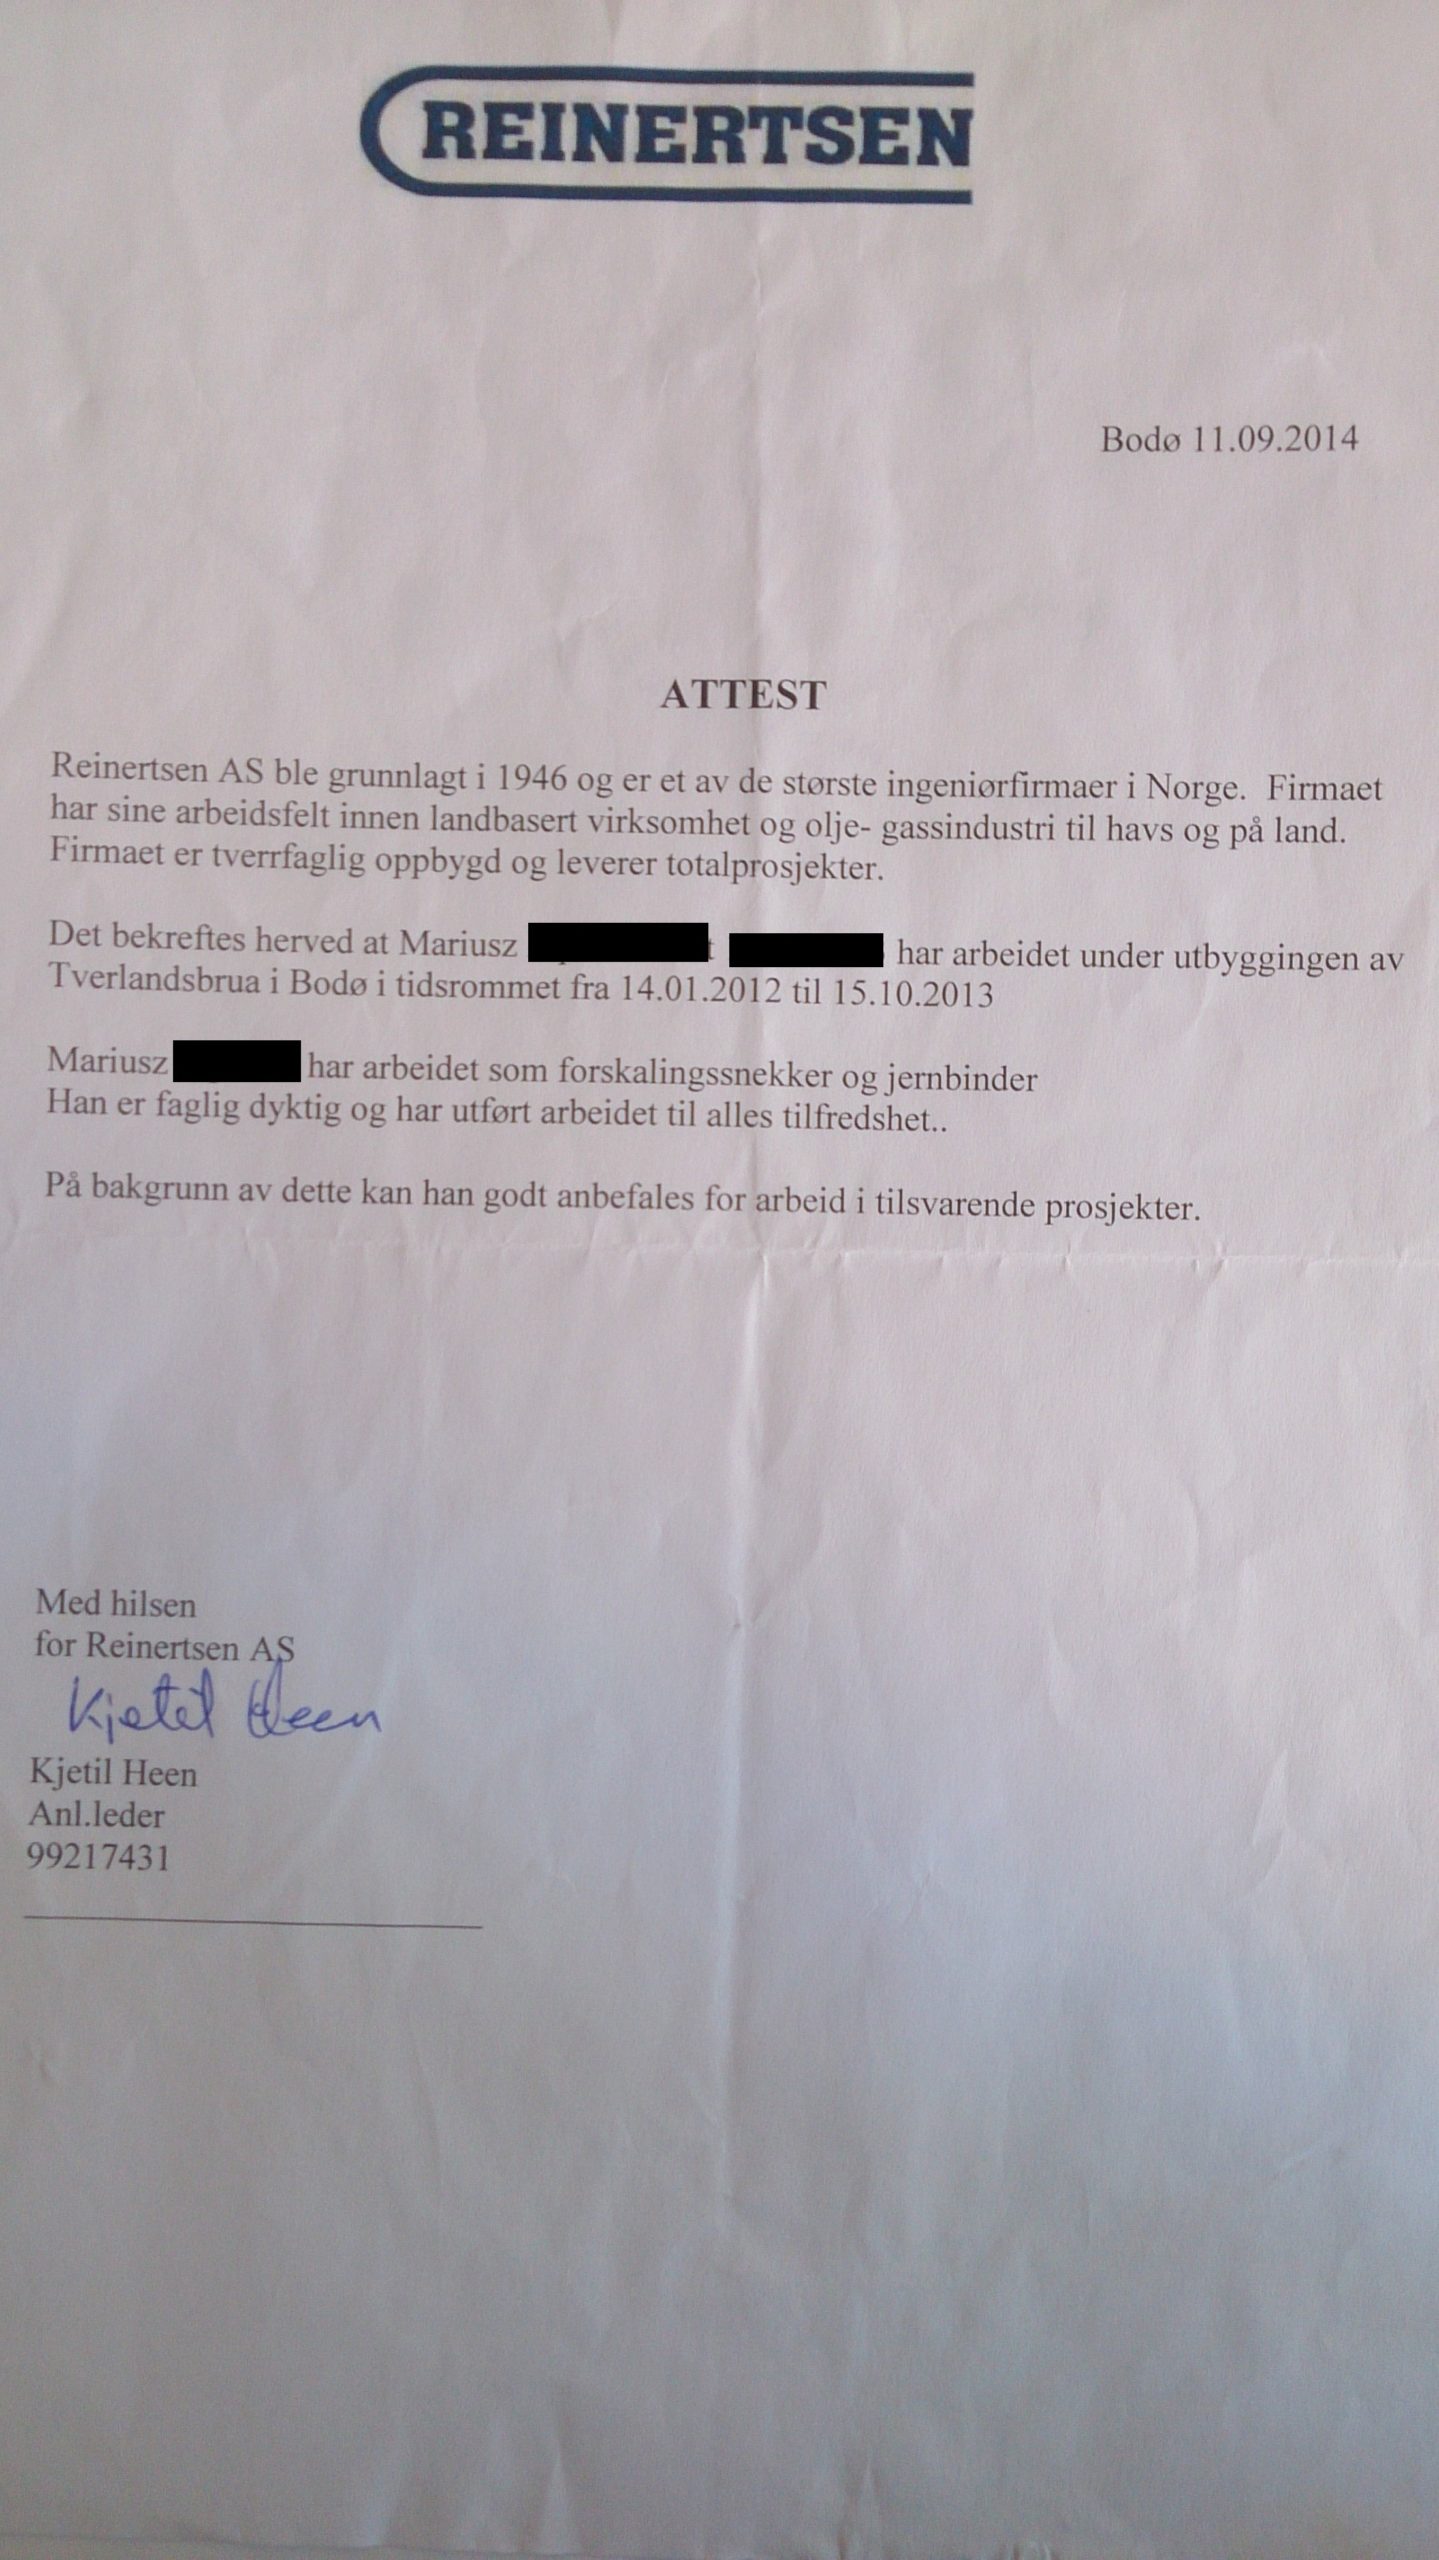 REINERTSEN
Bodø 11.09.2014
ATTEST
Reinertsen AS ble grunnlagt i 1946 og er et av de største ingeniørfirmaer i Norge. Firmaet
har sine arbeidsfelt innen landbasert virksomhet og olje- gassindustri til havs og på land.
Firmaet er tverrfaglig oppbygd og leverer totalprosjekter.
Det bekreftes herved at Mariusz har arbeidet under utbyggingen av
Tverlandsbrua i Bodø i tidsrommet fra 14.01.2012 til 15.10.2013
Mariusz har arbeidet som forskalingssnekker og jernbinder
Han er faglig dyktig og har utført arbeidet til alles tilfredshet..
På bakgrunn av dette kan han godt anbefales for arbeid i tilsvarende prosjekter.
Med hilsen
for Reinertsen AS
Kjetil Heen
Kjetil Heen
Anl.leder
99217431